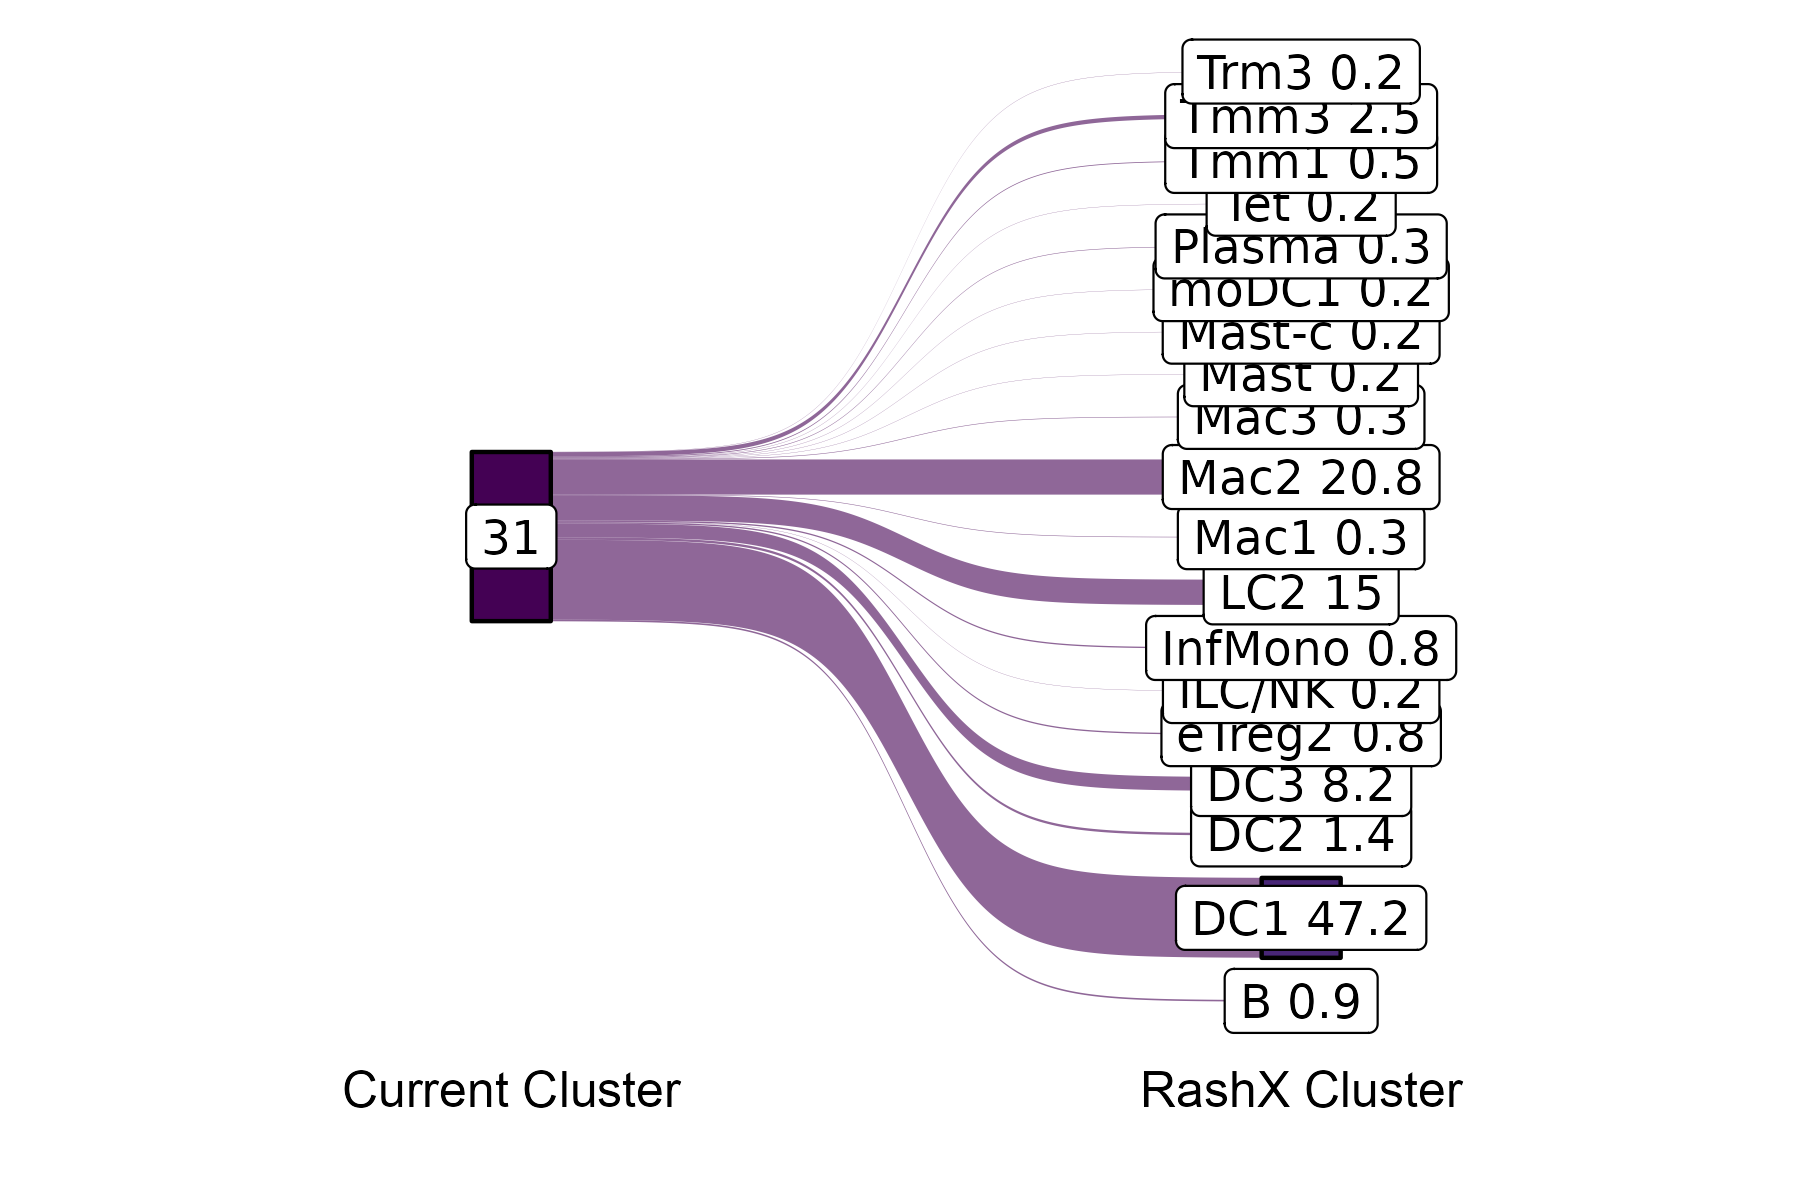 Trm3 0.2
Tmm3 2.5
Tmm1 0.5
Tet 0.2
Plasma 0.3
moDC1 0.2
Mast-c 0.2
Mast 0.2
Mac3 0.3
Mac2 20.8
31
Mac1 0.3
LC2 15
InfMono 0.8
ILC/NK 0.2
eTreg2 0.8
DC3 8.2
DC2 1.4
DC1 47.2
B 0.9
Current Cluster
RashX Cluster